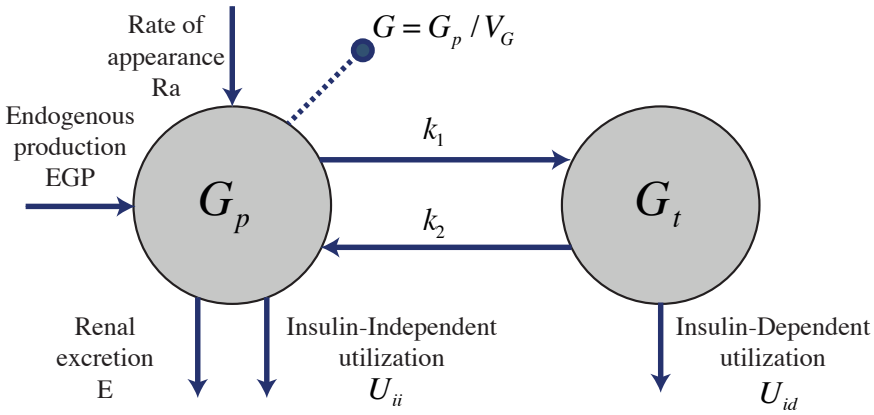 Rate of
appearance
Ra
G = G_p / V_G
Endogenous
production
EGP
k_1
G_p
G_t
k_2
Renal
excretion
E
Insulin-Independent
utilization
U_ii
Insulin-Dependent
utilization
U_id